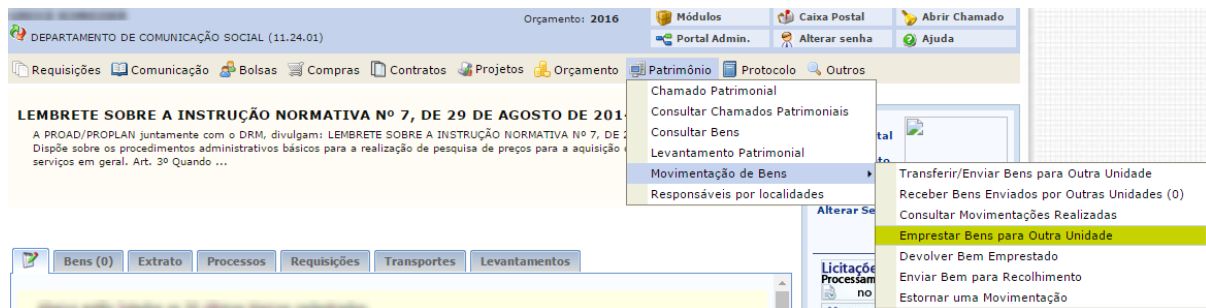 Orçamento: 2016
Módulos
Caixa Postal
Abrir Chamado
DEPARTAMENTO DE COMUNICAÇÃO SOCIAL (11.24.01)
Portal Admin.
Alterar senha
Ajuda
Requisições
Comunicação
Bolsas
Compras
Contratos
Projetos
Orçamento
Patrimônio
Protocolo
Outros
LEMBRETE SOBRE A INSTRUÇÃO NORMATIVA Nº 7, DE 29 DE AGOSTO DE 201
A PROAD/PROPLAN juntamente com o DRM, divulgam: LEMBRETE SOBRE A INSTRUÇÃO NORMATIVA Nº 7, DE 2
Dispõe sobre os procedimentos administrativos básicos para a realização de pesquisa de preços para a aquisição
serviços em geral. Art. 3º Quando ...
Chamado Patrimonial
Consultar Chamados Patrimoniais
Consultar Bens
Levantamento Patrimonial
Movimentação de Bens
Responsáveis por localidades
tal
to
Transferir/Enviar Bens para Outra Unidade
Receber Bens Enviados por Outras Unidades (0)
Consultar Movimentações Realizadas
Emprestar Bens para Outra Unidade
Devolver Bem Emprestado
Enviar Bem para Recolhimento
Estornar uma Movimentação
Alterar Se
Bens (0)
Extrato
Processos
Requisições
Transportes
Levantamentos
Licitaçõe
Processam
no